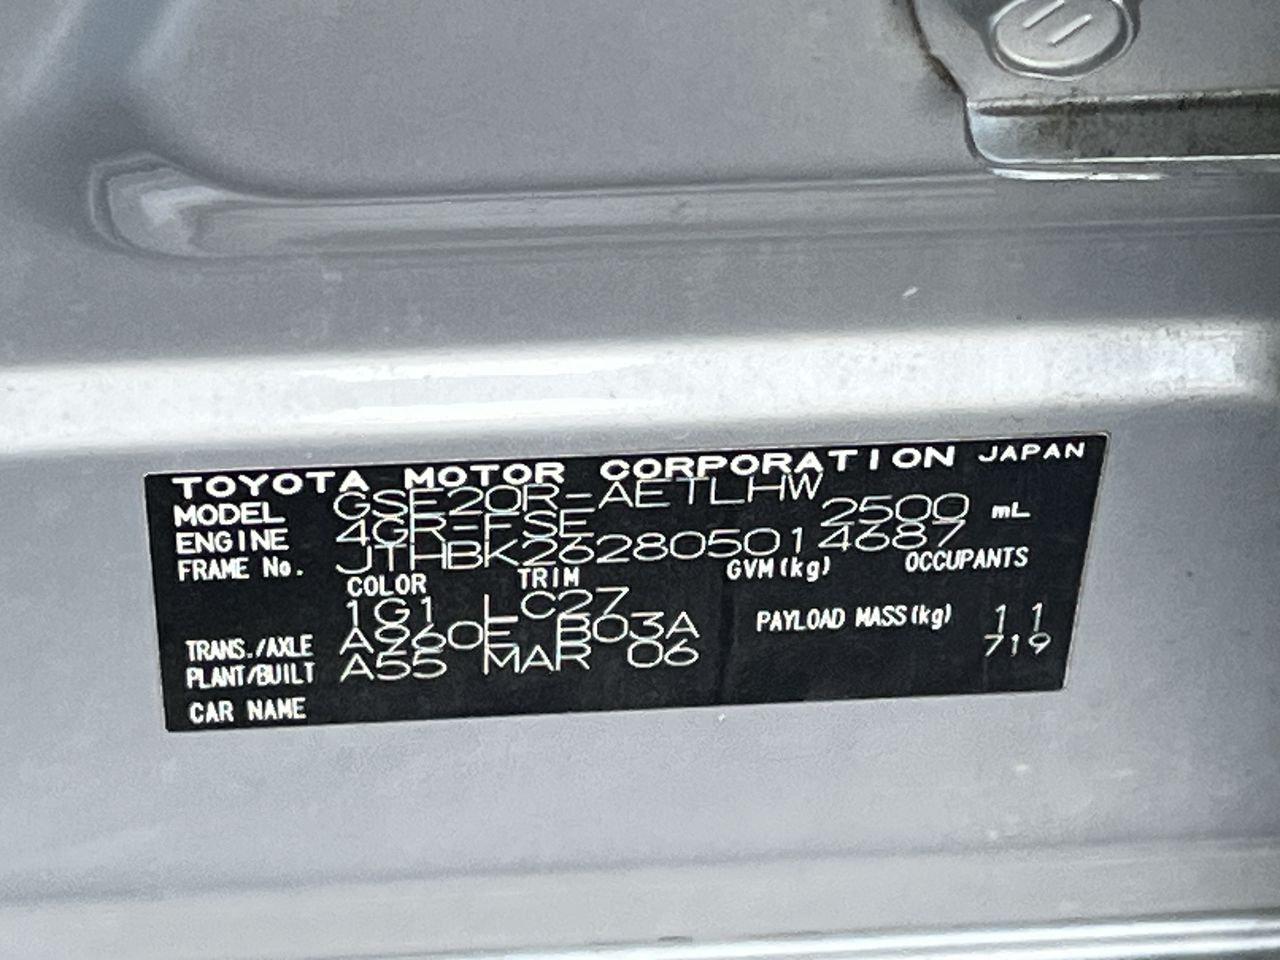 TOYOTA MOTOR CORPORATION JAPAN
MODEL GSE20R-AETLHW
ENGINE 4GR-FSE 2500 mL
FRAME No. JTHBK262805014687
COLOR TRIM GVM(kg) OCCUPANTS
1G1 LC27
TRANS./AXLE A960E B03A PAYLOAD MASS(kg) 11
PLANT/BUILT A55 MAR 06 719
CAR NAME